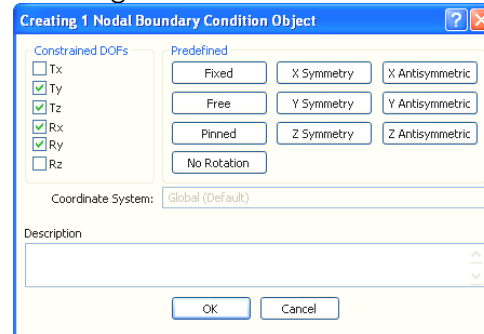 Creating 1 Nodal Boundary Condition Object
Constrained DOFs
Tx
Ty
Tz
Rx
Ry
Rz
Predefined
Fixed X Symmetry X Antisymmetric
Free Y Symmetry Y Antisymmetric
Pinned Z Symmetry Z Antisymmetric
No Rotation
Coordinate System: Global (Default)
Description
OK Cancel